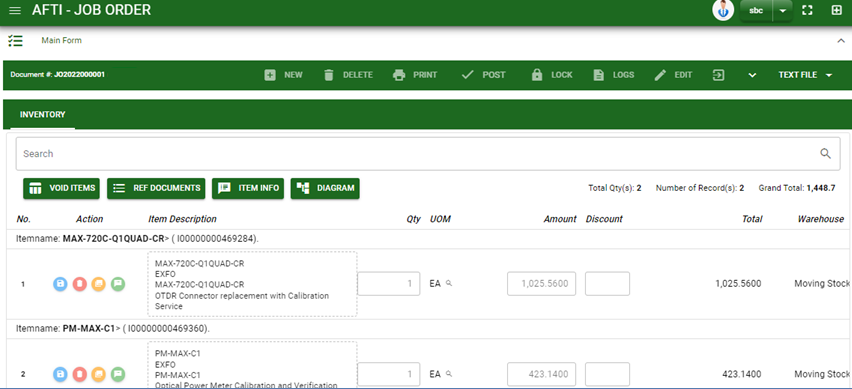 AFTI - JOB ORDER
sbc
Main Form
Document #: JO2022000001
NEW DELETE PRINT POST LOCK LOGS EDIT TEXT FILE
INVENTORY
Search
VOID ITEMS REF DOCUMENTS ITEM INFO DIAGRAM Total Qty(s): 2 Number of Record(s): 2 Grand Total: 1,448.7
No. Action Item Description Qty UOM Amount Discount Total Warehouse
Itemname: MAX-720C-Q1QUAD-CR> ( I00000000469284).
MAX-720C-Q1QUAD-CR
EXFO
1 MAX-720C-Q1QUAD-CR 1 EA 1,025.5600 1,025.5600 Moving Stock
OTDR Connector replacement with Calibration
Service
Itemname: PM-MAX-C1> ( I00000000469360).
PM-MAX-C1
EXFO
2 PM-MAX-C1 1 EA 423.1400 423.1400 Moving Stock
Optical Power Meter Calibration and Verification